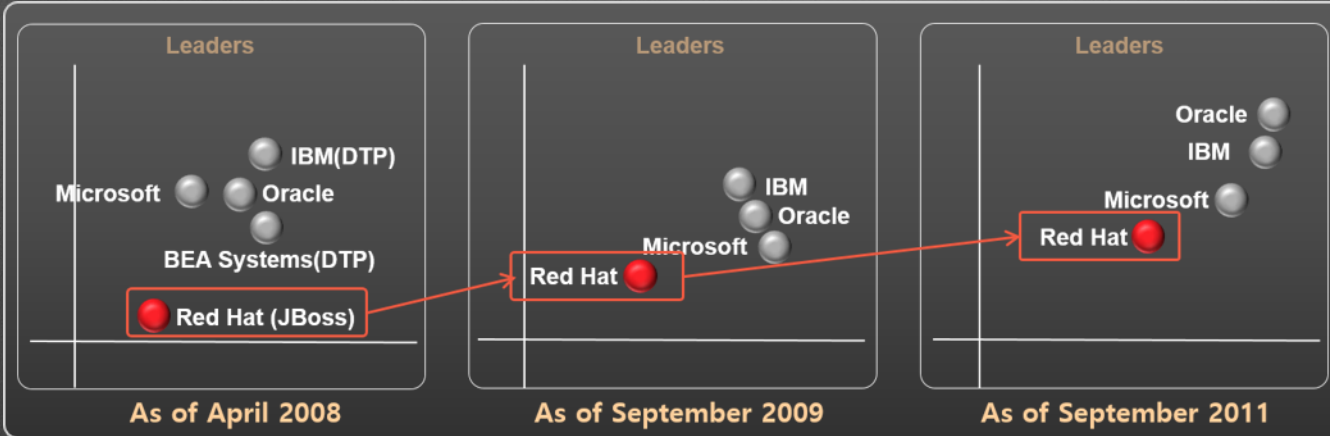 Leaders
IBM(DTP)
Microsoft
Oracle
BEA Systems(DTP)
Red Hat (JBoss)
As of April 2008
Leaders
IBM
Oracle
Microsoft
Red Hat
As of September 2009
Leaders
Oracle
IBM
Microsoft
Red Hat
As of September 2011